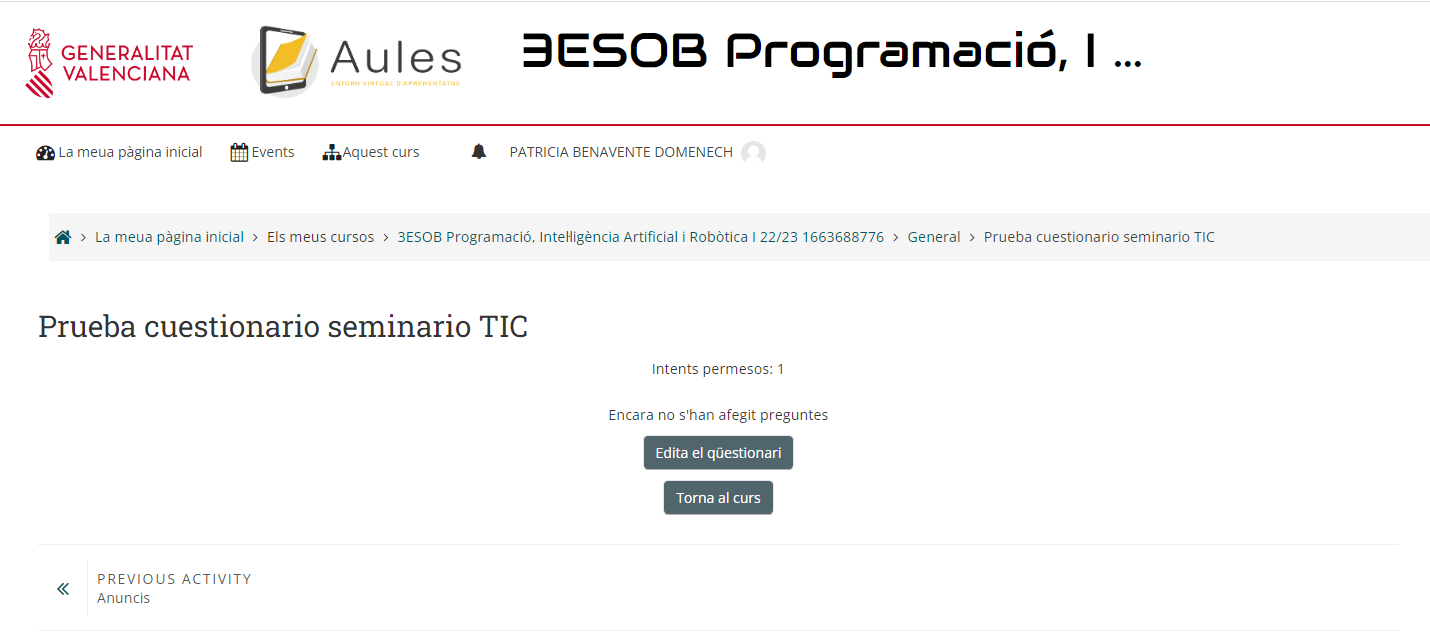 GENERALITAT
VALENCIANA
Aules
ENTORN VIRTUAL D'APRENENTATGE
3ESOB Programació, I ...
La meua pàgina inicial Events Aquest curs PATRICIA BENAVENTE DOMENECH
La meua pàgina inicial > Els meus cursos > 3ESOB Programació, Intel·ligència Artificial i Robòtica I 22/23 1663688776 > General > Prueba cuestionario seminario TIC
Prueba cuestionario seminario TIC
Intents permesos: 1
Encara no s'han afegit preguntes
Edita el qüestionari
Torna al curs
PREVIOUS ACTIVITY
Anuncis